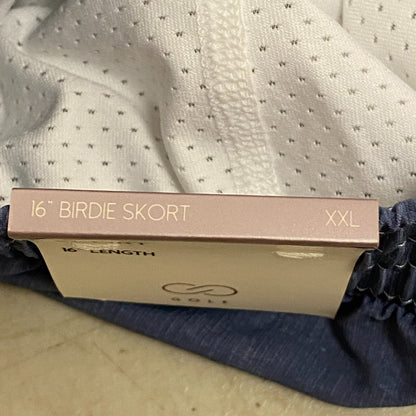 16" BIRDIE SKORT XXL
16" LENGTH
GOLF